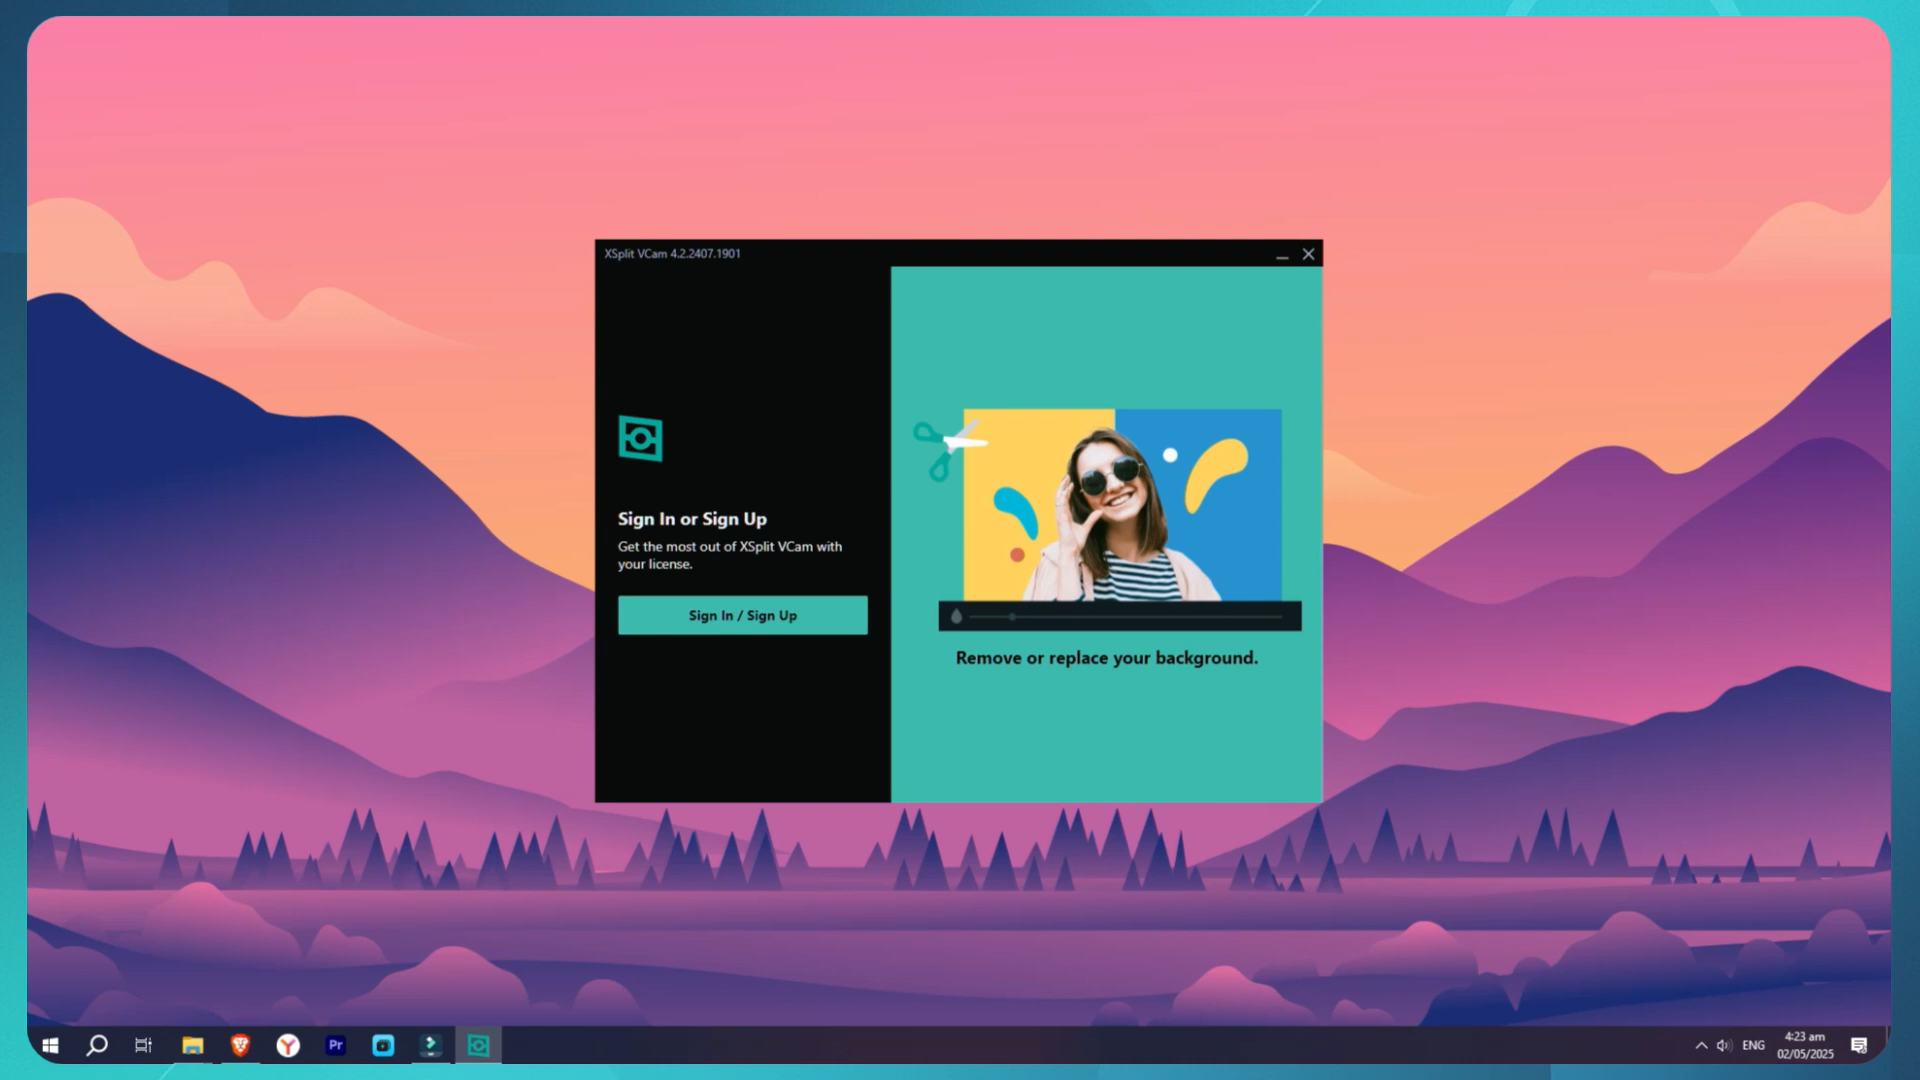 XSplit VCam 4.2.2407.1901
Sign In or Sign Up
Get the most out of XSplit VCam with
your license.
Sign In / Sign Up
Remove or replace your background.
Pr
ENG
4:23 am
02/05/2025